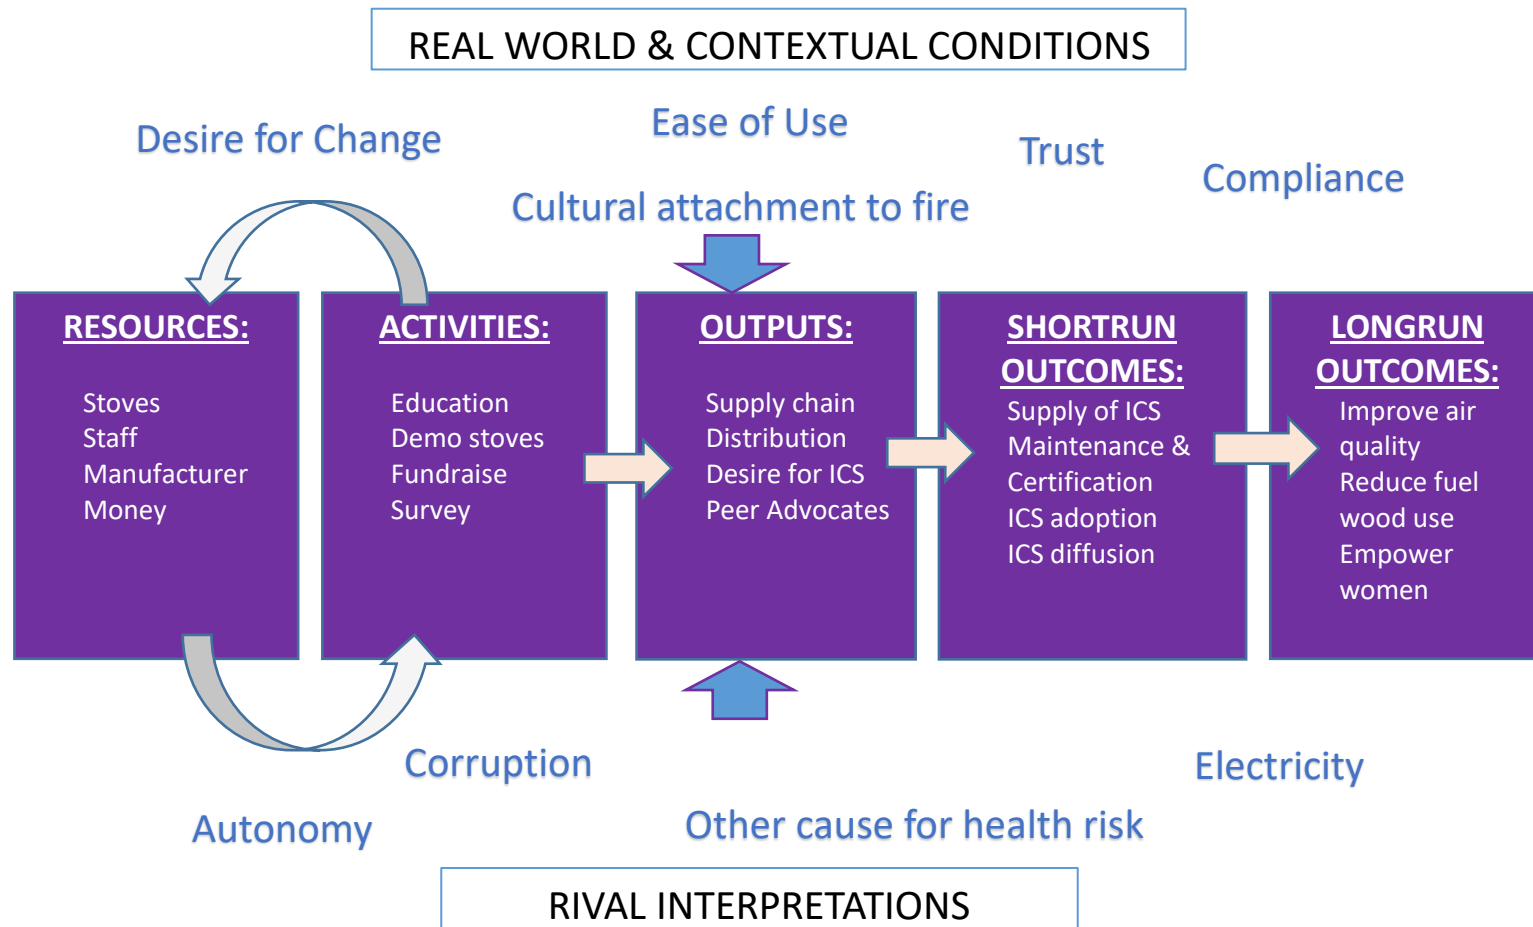 REAL WORLD & CONTEXTUAL CONDITIONS
Desire for Change
Ease of Use
Trust
Compliance
Cultural attachment to fire
RESOURCES:
Stoves
Staff
Manufacturer
Money
ACTIVITIES:
Education
Demo stoves
Fundraise
Survey
OUTPUTS:
Supply chain
Distribution
Desire for ICS
Peer Advocates
SHORTRUN
OUTCOMES:
Supply of ICS
Maintenance &
Certification
ICS adoption
ICS diffusion
LONGRUN
OUTCOMES:
Improve air
quality
Reduce fuel
wood use
Empower
women
Corruption
Electricity
Autonomy
Other cause for health risk
RIVAL INTERPRETATIONS